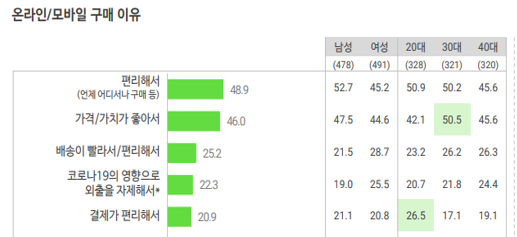 온라인/모바일 구매 이유
남성 여성 20대 30대 40대
(478) (491) (328) (321) (320)
편리해서
(언제 어디서나 구매 등) 48.9 52.7 45.2 50.9 50.2 45.6
가격/가치가 좋아서 46.0 47.5 44.6 42.1 50.5 45.6
배송이 빨라서/편리해서 25.2 21.5 28.7 23.2 26.2 26.3
코로나19의 영향으로
외출을 자제해서* 22.3 19.0 25.5 20.7 21.8 24.4
결제가 편리해서 20.9 21.1 20.8 26.5 17.1 19.1